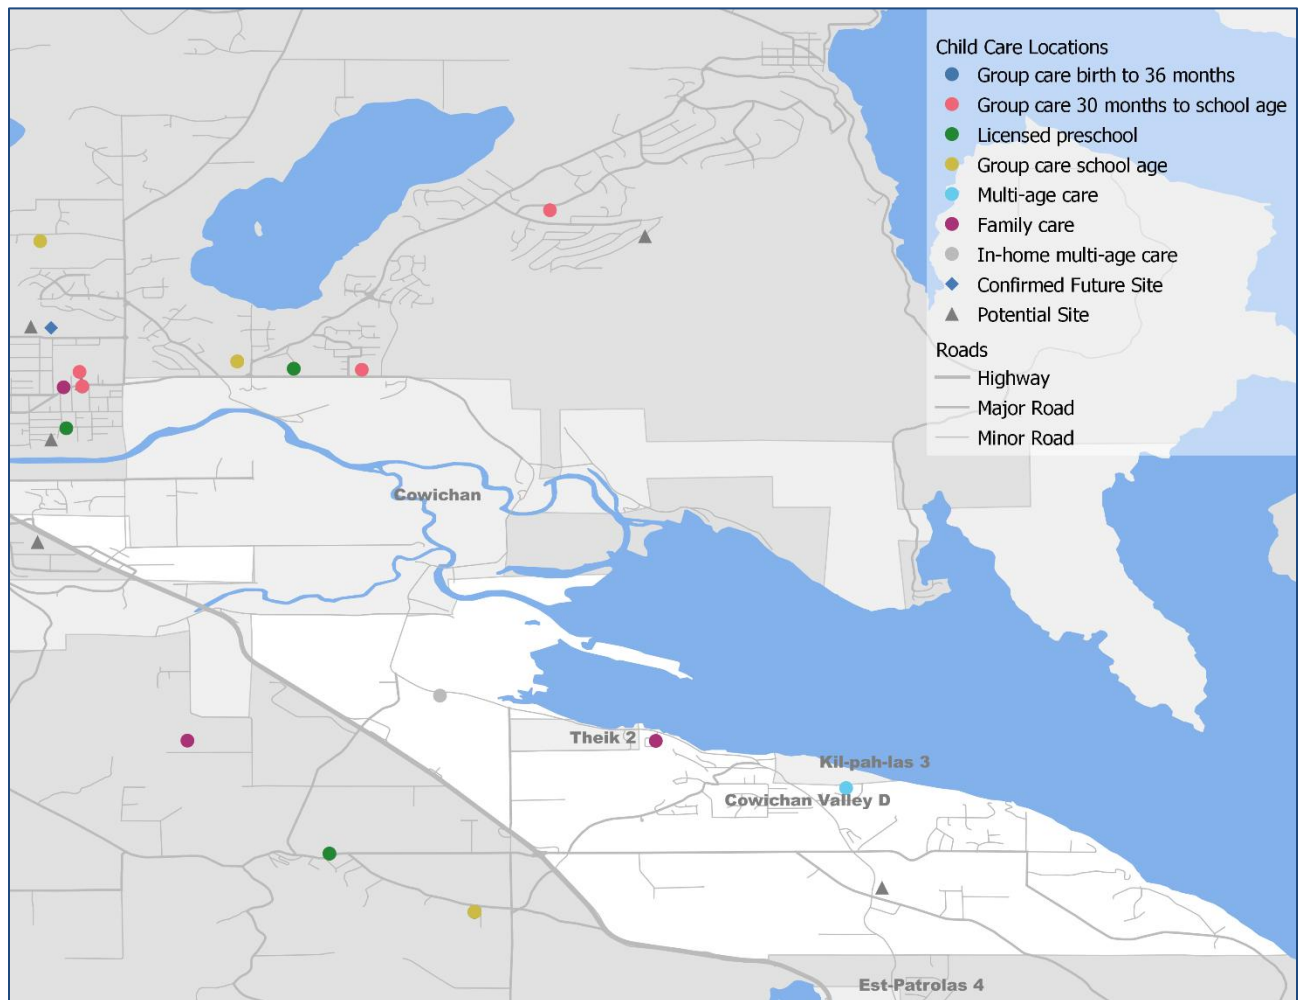 Child Care Locations
Group care birth to 36 months
Group care 30 months to school age
Licensed preschool
Group care school age
Multi-age care
Family care
In-home multi-age care
Confirmed Future Site
Potential Site
Roads
Highway
Major Road
Minor Road
Cowichan
Theik 2
Kil-pah-las 3
Cowichan Valley D
Est-Patrolas 4